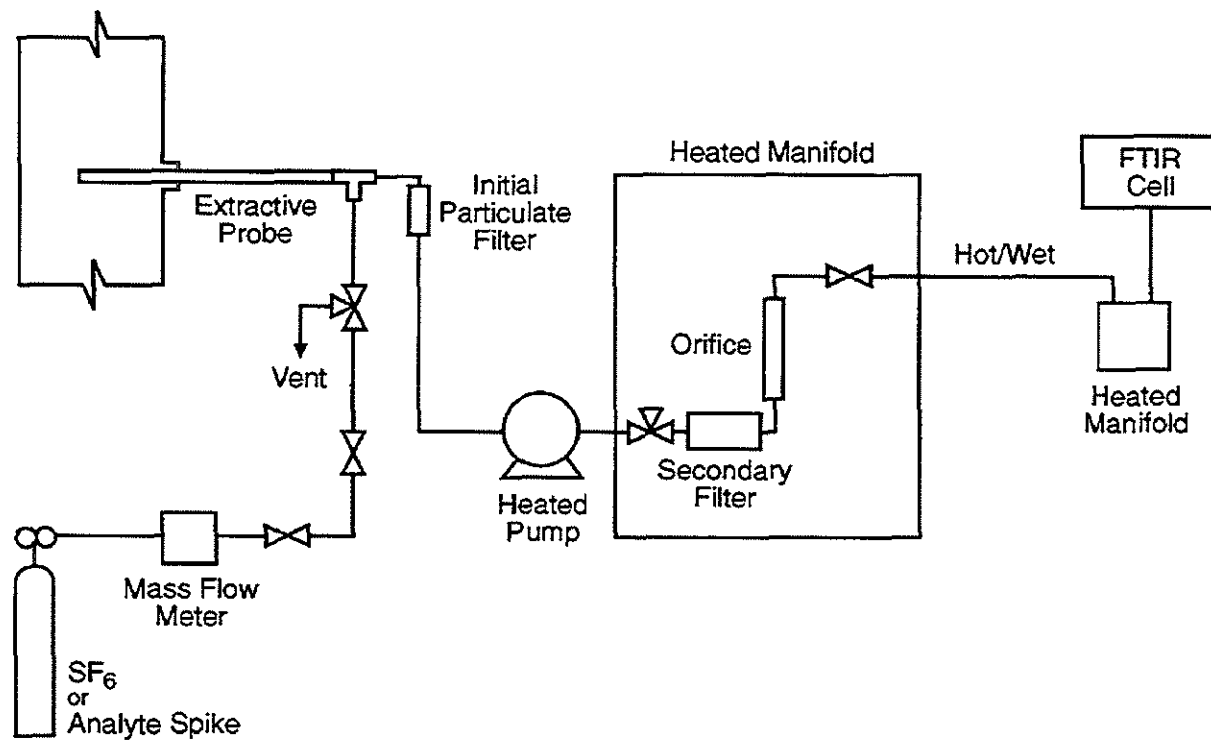 Extractive
Probe
Initial
Particulate
Filter
Vent
Mass Flow
Meter
SF6
or
Analyte Spike
Heated
Pump
Heated Manifold
Orifice
Secondary
Filter
Hot/Wet
FTIR
Cell
Heated
Manifold